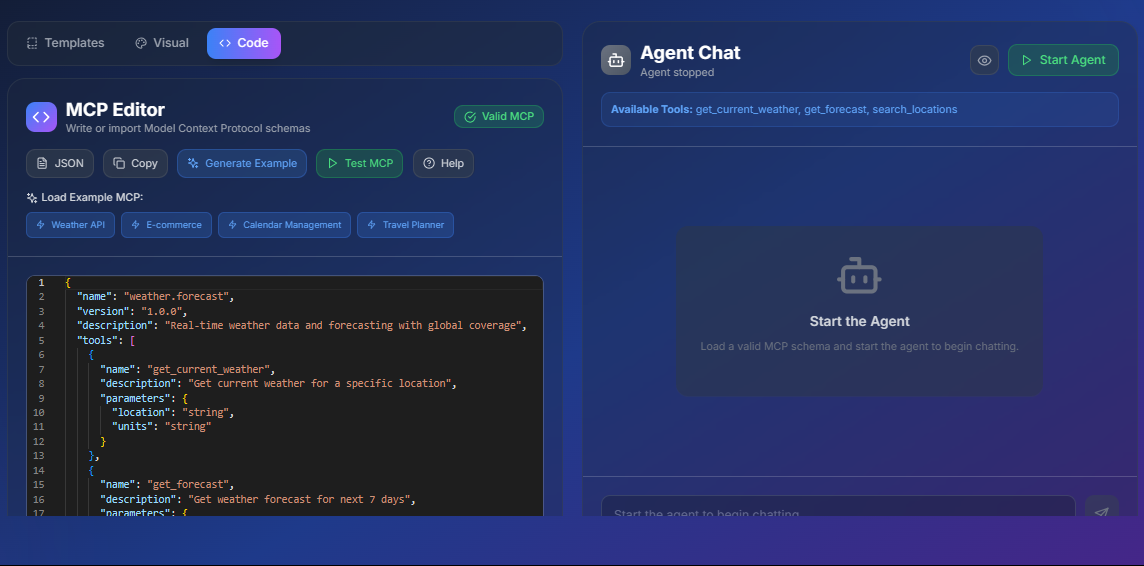 Templates Visual Code
MCP Editor
Write or import Model Context Protocol schemas
Valid MCP
JSON Copy Generate Example Test MCP Help
Load Example MCP:
Weather API E-commerce Calendar Management Travel Planner
1 {
2 "name": "weather.forecast",
3 "version": "1.0.0",
4 "description": "Real-time weather data and forecasting with global coverage",
5 "tools": [
6 {
7 "name": "get_current_weather",
8 "description": "Get current weather for a specific location",
9 "parameters": {
10 "location": "string",
11 "units": "string"
12 }
13 },
14 {
15 "name": "get_forecast",
16 "description": "Get weather forecast for next 7 days",
17 "parameters": {
Agent Chat
Agent stopped
Start Agent
Available Tools: get_current_weather, get_forecast, search_locations
Start the Agent
Load a valid MCP schema and start the agent to begin chatting.
Start the agent to begin chatting